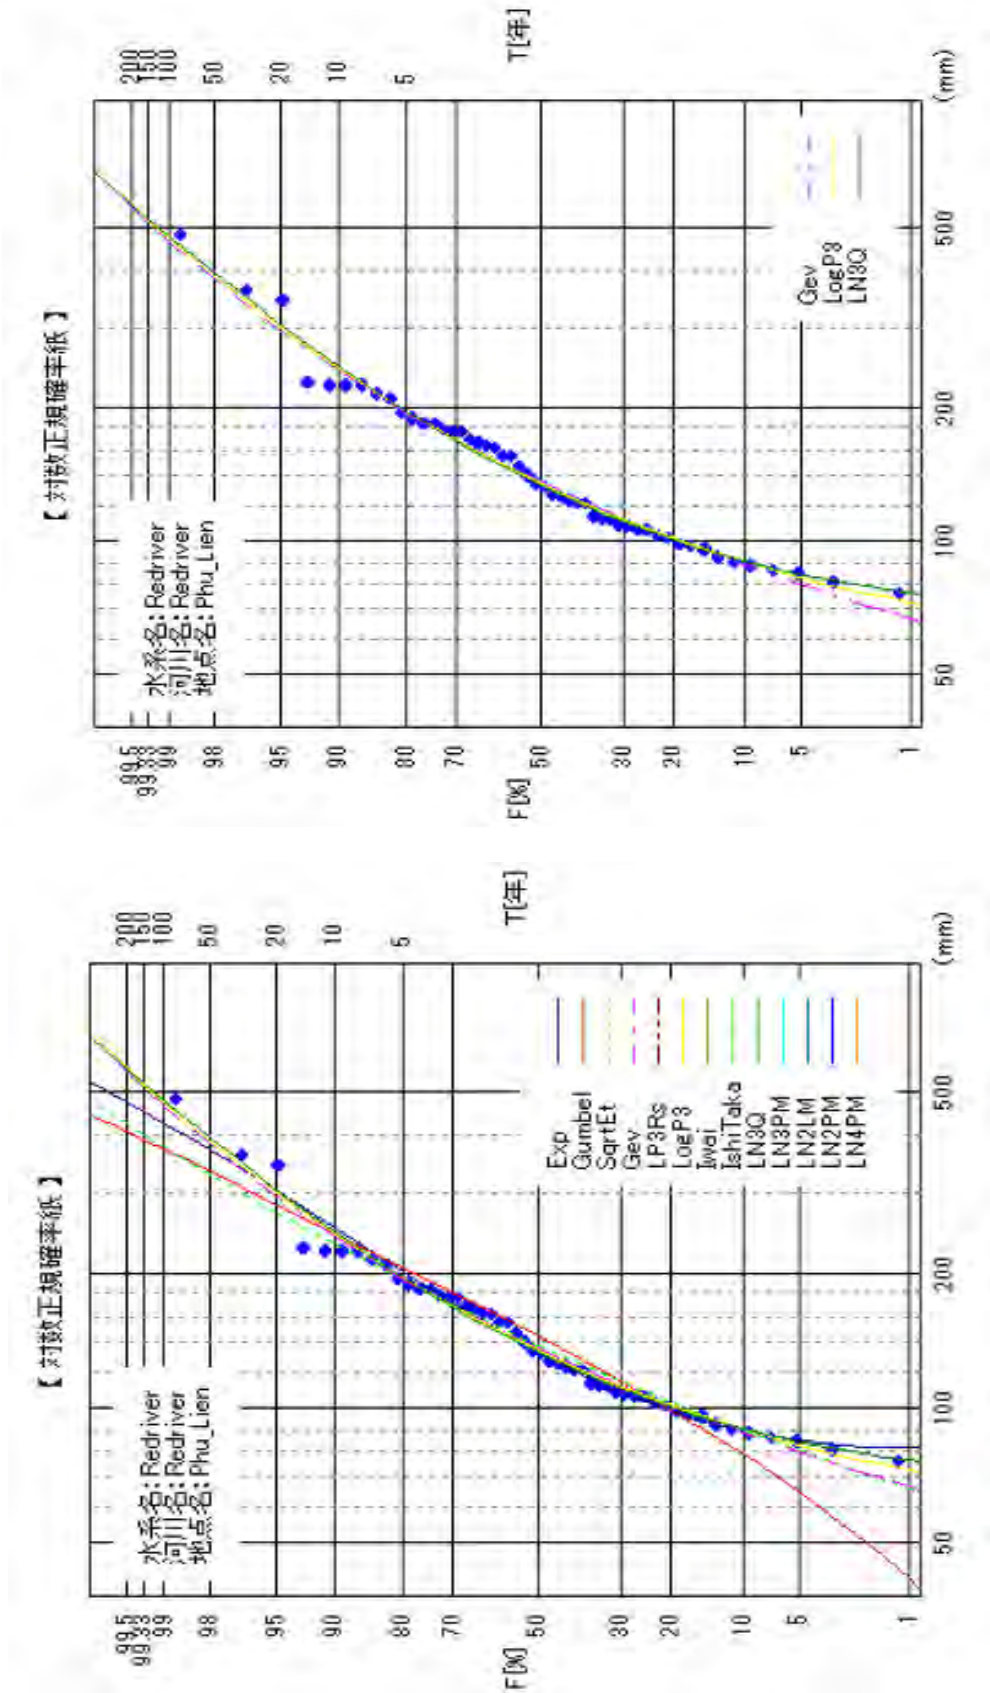 【 対数正規確率紙 】
水系名:Redriver
河川名:Redriver
地点名:Phu_Lien
Exp
Gumbel
SqrtEt
Gev
LP3Rs
LogP3
Iwai
IshiTaka
LN3Q
LN3PM
LN2LM
LN2PM
LN4PM
F[%]
99.5
99.33
99
98
95
90
80
70
50
30
20
10
5
1
T[年]
200
150
100
50
20
10
5
50
100
200
500
(mm)
【 対数正規確率紙 】
水系名:Redriver
河川名:Redriver
地点名:Phu_Lien
Gev
LogP3
LN3Q
F[%]
99.5
99.33
99
98
95
90
80
70
50
30
20
10
5
1
T[年]
200
150
100
50
20
10
5
50
100
200
500
(mm)